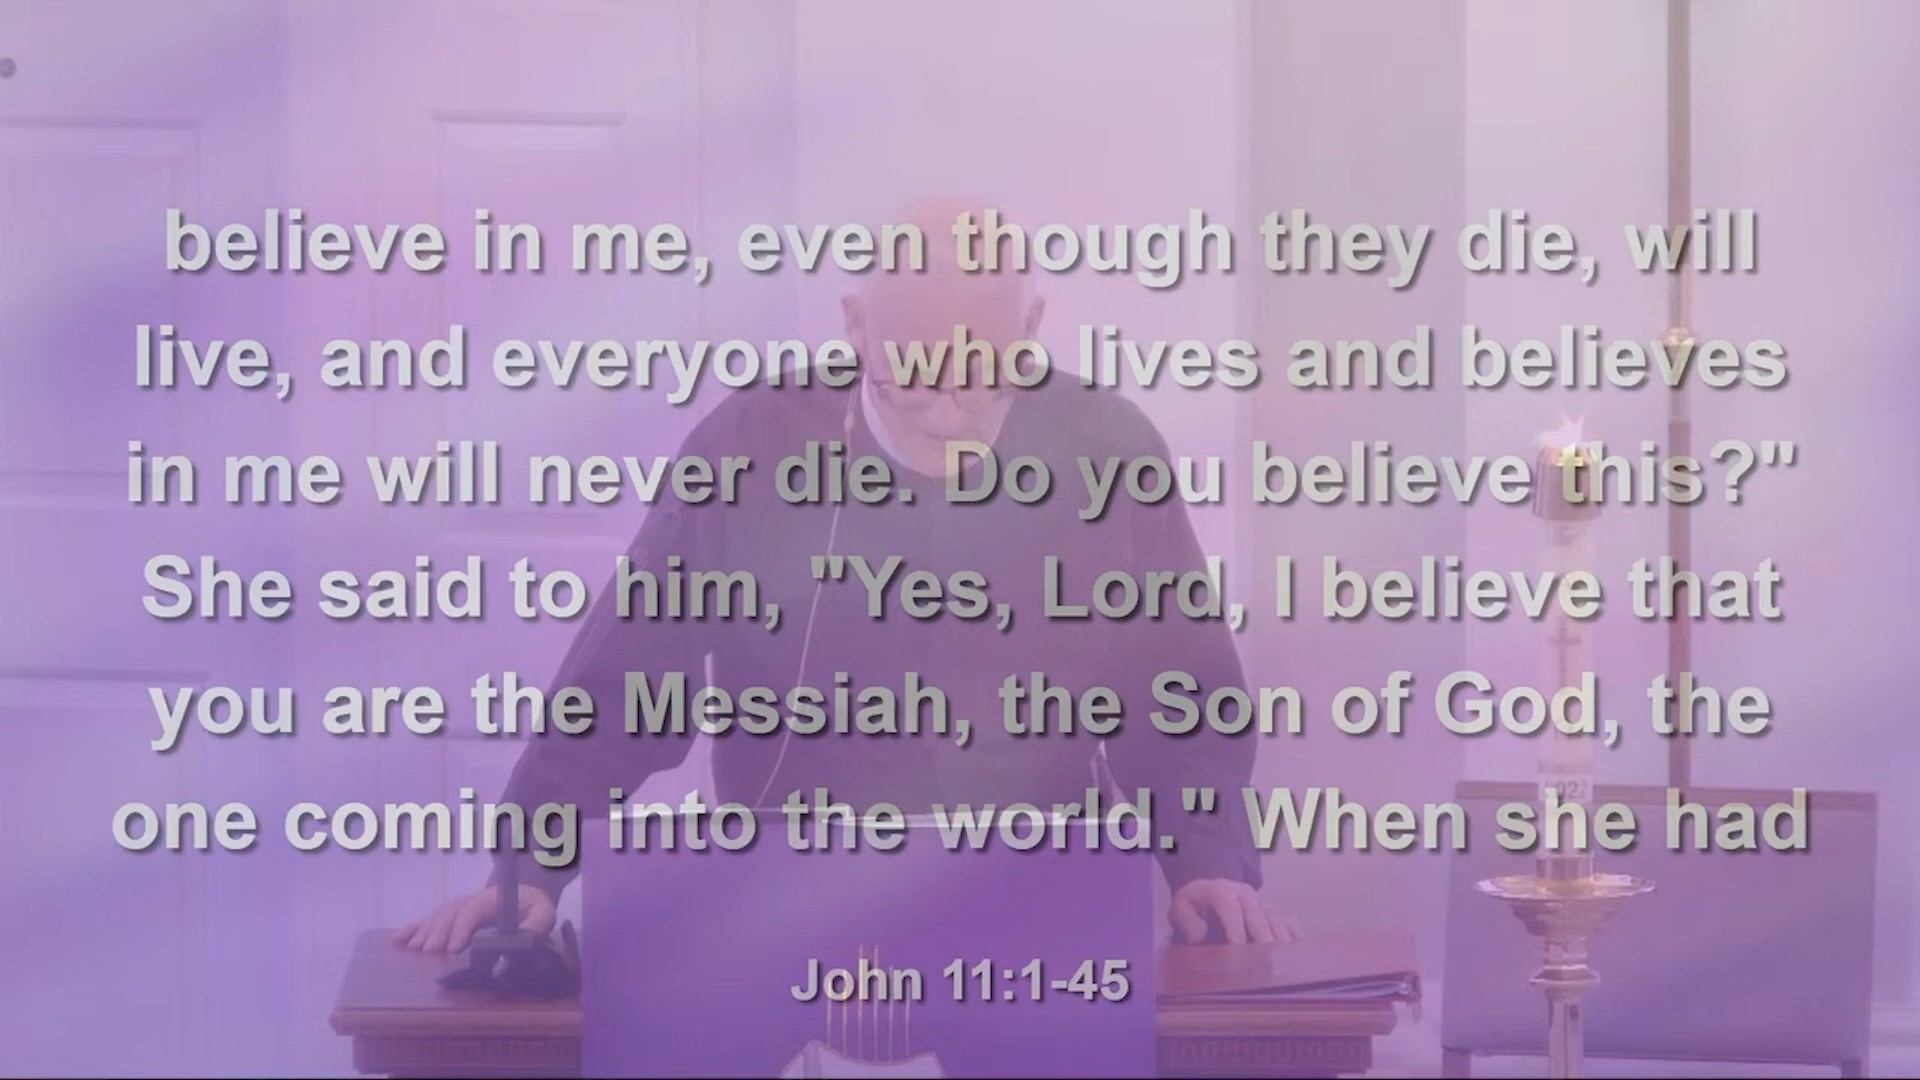 believe in me, even though they die, will
live, and everyone who lives and believes
in me will never die. Do you believe this?"
She said to him, "Yes, Lord, I believe that
you are the Messiah, the Son of God, the
one coming into the world." When she had
John 11:1-45
2022